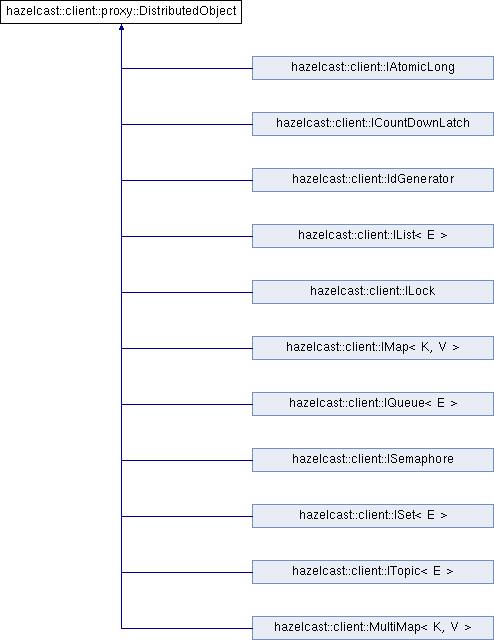 hazelcast::client::proxy::DistributedObject
hazelcast::client::IAtomicLong
hazelcast::client::ICountDownLatch
hazelcast::client::IdGenerator
hazelcast::client::IList< E >
hazelcast::client::ILock
hazelcast::client::IMap< K, V >
hazelcast::client::IQueue< E >
hazelcast::client::ISemaphore
hazelcast::client::ISet< E >
hazelcast::client::ITopic< E >
hazelcast::client::MultiMap< K, V >